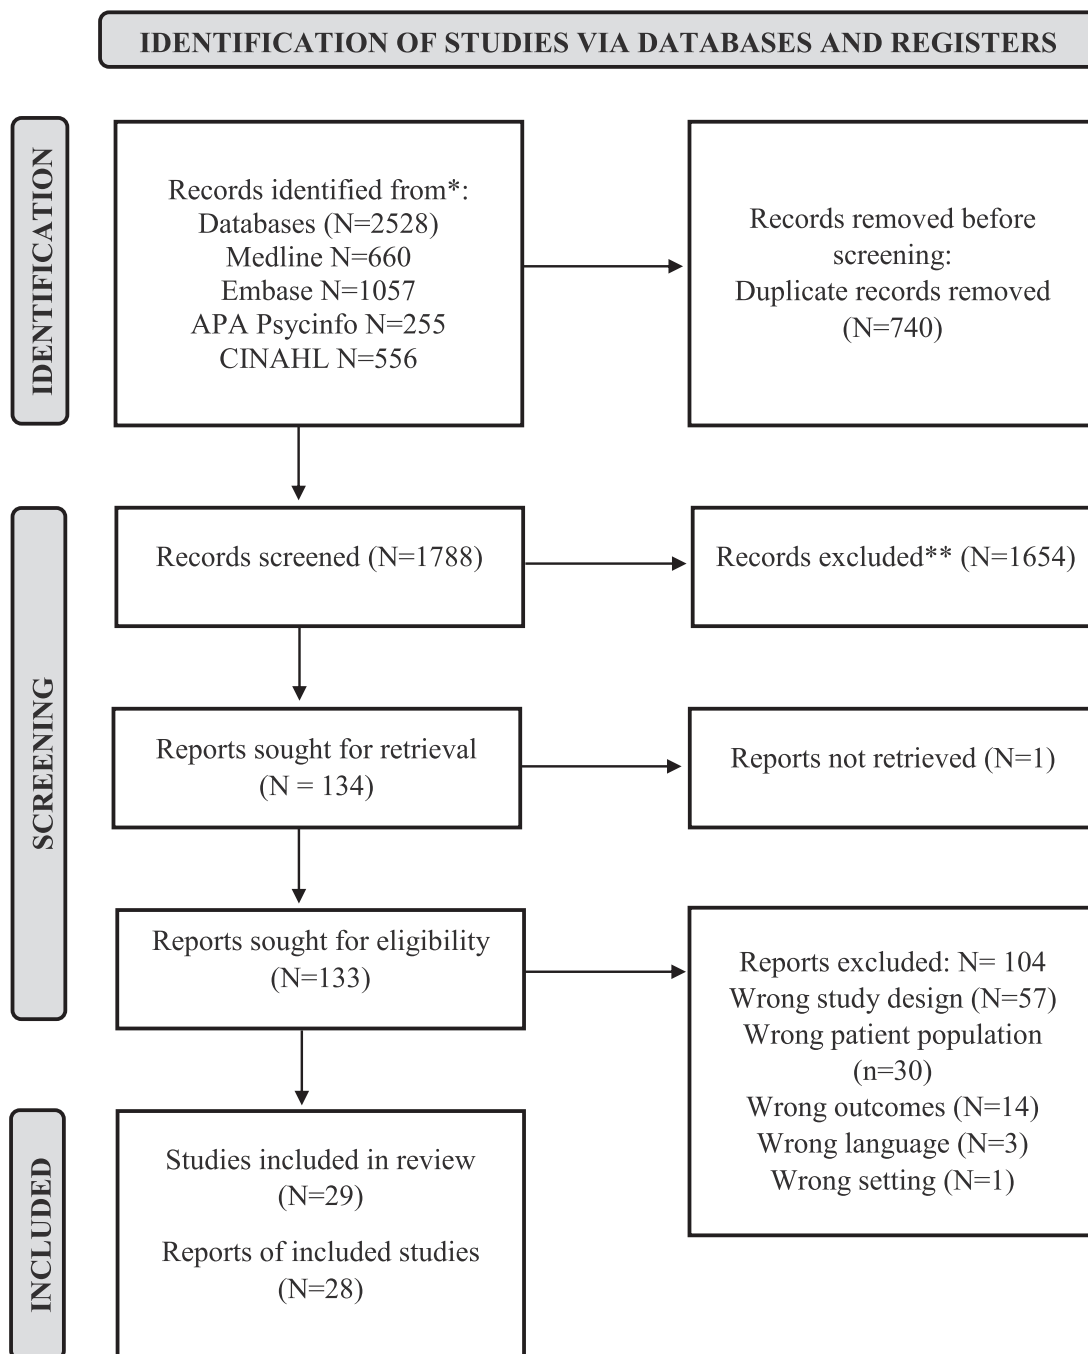 IDENTIFICATION OF STUDIES VIA DATABASES AND REGISTERS
IDENTIFICATION
Records identified from*:
Databases (N=2528)
Medline N=660
Embase N=1057
APA Psycinfo N=255
CINAHL N=556
Records removed before
screening:
Duplicate records removed
(N=740)
SCREENING
Records screened (N=1788)
Records excluded** (N=1654)
Reports sought for retrieval
(N = 134)
Reports not retrieved (N=1)
Reports sought for eligibility
(N=133)
Reports excluded: N= 104
Wrong study design (N=57)
Wrong patient population
(n=30)
Wrong outcomes (N=14)
Wrong language (N=3)
Wrong setting (N=1)
INCLUDED
Studies included in review
(N=29)
Reports of included studies
(N=28)